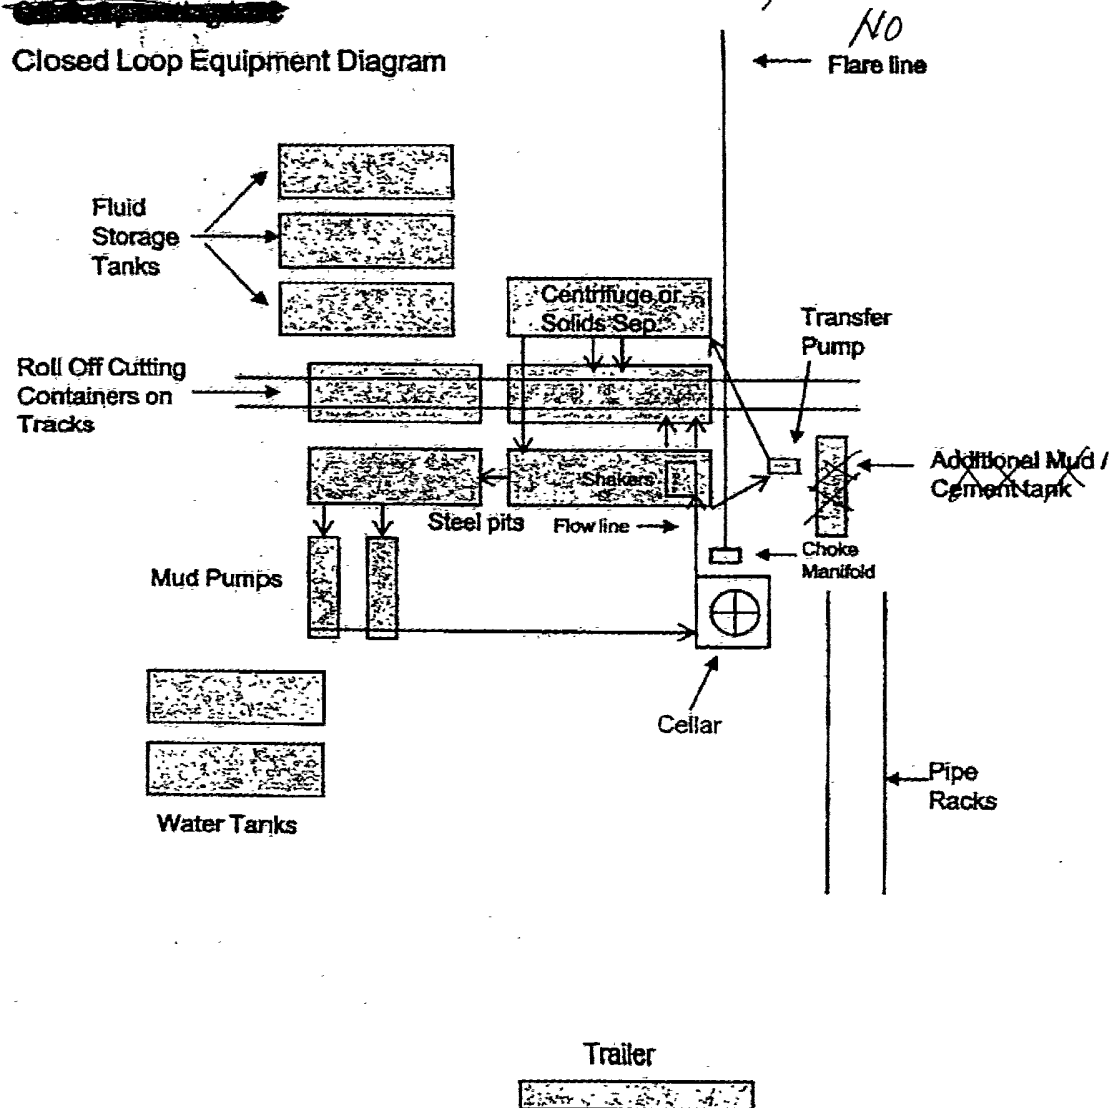 NO
Closed Loop Equipment Diagram
Flare line
Fluid
Storage
Tanks
Centrifuge or
Solids Sep.
Transfer
Pump
Roll Off Cutting
Containers on
Tracks
Additional Mud /
Cement tank
Shakers
Steel pits
Flow line
Choke
Manifold
Mud Pumps
Cellar
Pipe
Racks
Water Tanks
Trailer